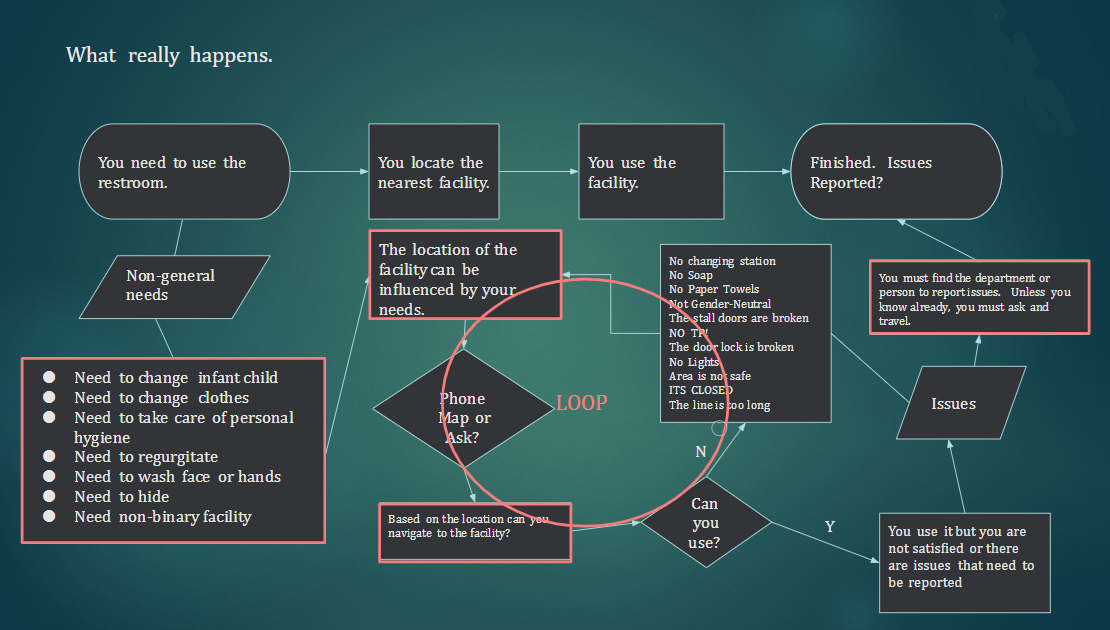 What really happens.
You need to use the
restroom.
You locate the
nearest facility.
You use the
facility.
Finished. Issues
Reported?
Non-general
needs
● Need to change infant child
● Need to change clothes
● Need to take care of personal
hygiene
● Need to regurgitate
● Need to wash face or hands
● Need to hide
● Need non-binary facility
The location of the
facility can be
influenced by your
needs.
Phone
Map or
Ask?
LOOP
Based on the location can you
navigate to the facility?
Can
you
use?
N
Y
No changing station
No Soap
No Paper Towels
Not Gender-Neutral
The stall doors are broken
NO TP!
The door lock is broken
No Lights
Area is not safe
ITS CLOSED
The line is too long
You use it but you are
not satisfied or there
are issues that need to
be reported
Issues
You must find the department or
person to report issues. Unless you
know already, you must ask and
travel.